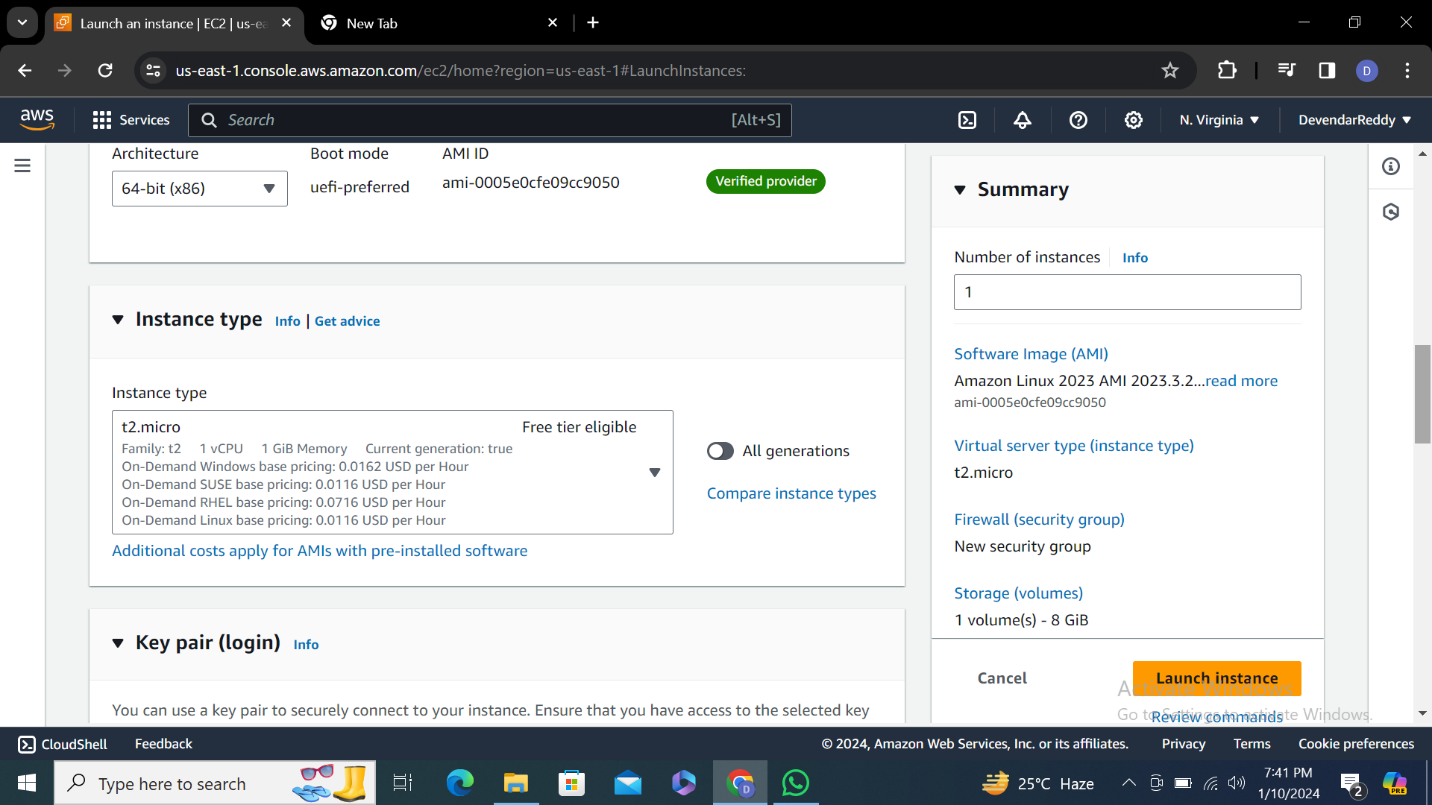 Launch an instance | EC2 | us-ea
New Tab
us-east-1.console.aws.amazon.com/ec2/home?region=us-east-1#LaunchInstances:
D
aws
Services
Search
[Alt+S]
N. Virginia
DevendarReddy
Architecture
Boot mode
AMI ID
64-bit (x86)
uefi-preferred
ami-0005e0cfe09cc9050
Verified provider
Instance type
Info | Get advice
Instance type
t2.micro
Free tier eligible
Family: t2 1 vCPU 1 GiB Memory Current generation: true
On-Demand Windows base pricing: 0.0162 USD per Hour
On-Demand SUSE base pricing: 0.0116 USD per Hour
On-Demand RHEL base pricing: 0.0716 USD per Hour
On-Demand Linux base pricing: 0.0116 USD per Hour
All generations
Compare instance types
Additional costs apply for AMIs with pre-installed software
Key pair (login)
Info
You can use a key pair to securely connect to your instance. Ensure that you have access to the selected key
Summary
Number of instances
Info
1
Software Image (AMI)
Amazon Linux 2023 AMI 2023.3.2...read more
ami-0005e0cfe09cc9050
Virtual server type (instance type)
t2.micro
Firewall (security group)
New security group
Storage (volumes)
1 volume(s) - 8 GiB
Cancel
Launch instance
Review commands
Activate Windows
Go to Settings to activate Windows.
CloudShell
Feedback
© 2024, Amazon Web Services, Inc. or its affiliates.
Privacy
Terms
Cookie preferences
Type here to search
D
25°C Haze
7:41 PM
1/10/2024
2
PRE